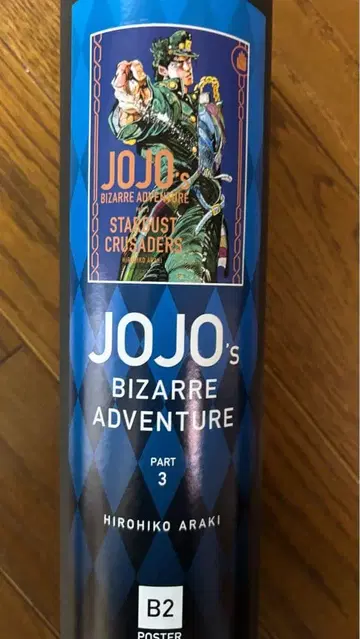 JOJO's
BIZARRE ADVENTURE
STARDUST
CRUSADERS
HIROHIKO ARAKI
JOJO's
BIZARRE
ADVENTURE
PART
3
HIROHIKO ARAKI
B2
POSTER